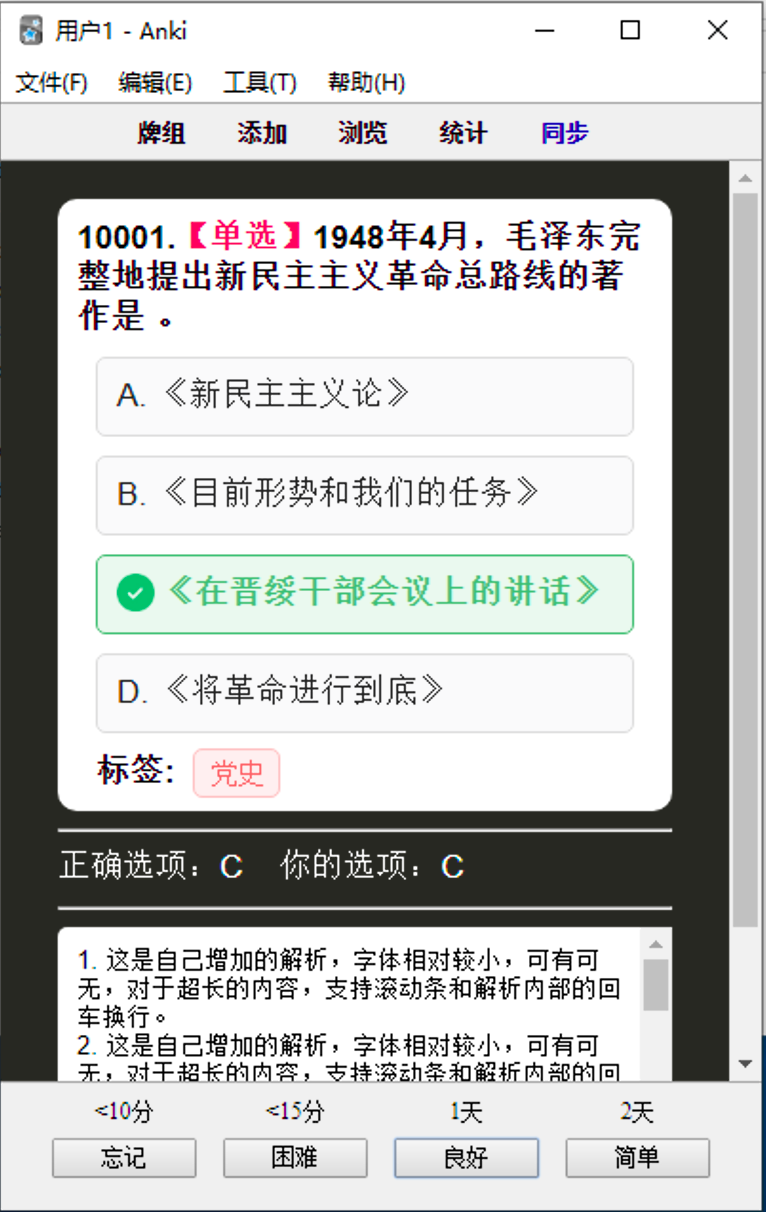 用户1 - Anki
文件(F) 编辑(E) 工具(T) 帮助(H)
牌组 添加 浏览 统计 同步
10001.【单选】1948年4月，毛泽东完
整地提出新民主主义革命总路线的著
作是 。
A. 《新民主主义论》
B. 《目前形势和我们的任务》
《在晋绥干部会议上的讲话》
D. 《将革命进行到底》
标签: 党史
正确选项：C 你的选项：C
1. 这是自己增加的解析，字体相对较小，可有可
无，对于超长的内容，支持滚动条和解析内部的回
车换行。
2. 这是自己增加的解析，字体相对较小，可有可
无，对于超长的内容，支持滚动条和解析内部的回
<10分 <15分 1天 2天
忘记 困难 良好 简单